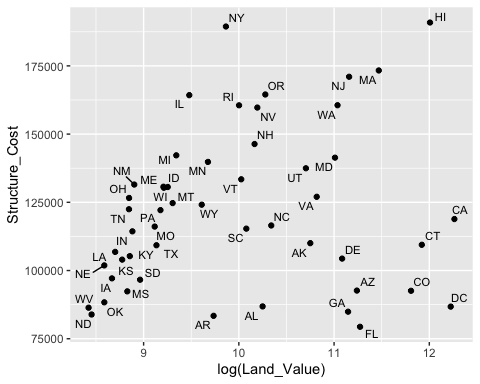 NY
HI
175000
NJ
MA
OR
IL
RI
NV
WA
150000
NH
MI
MN
MD
NM
ME
ID
UT
OH
VT
WI
MT
WY
VA
125000
CA
TN
PA
NC
SC
MO
CT
IN
KY
TX
AK
DE
LA
100000
NE
KS
SD
IA
AZ
CO
WV
MS
DC
OK
GA
ND
AR
AL
FL
75000
9
10
11
12
log(Land_Value)
Structure_Cost